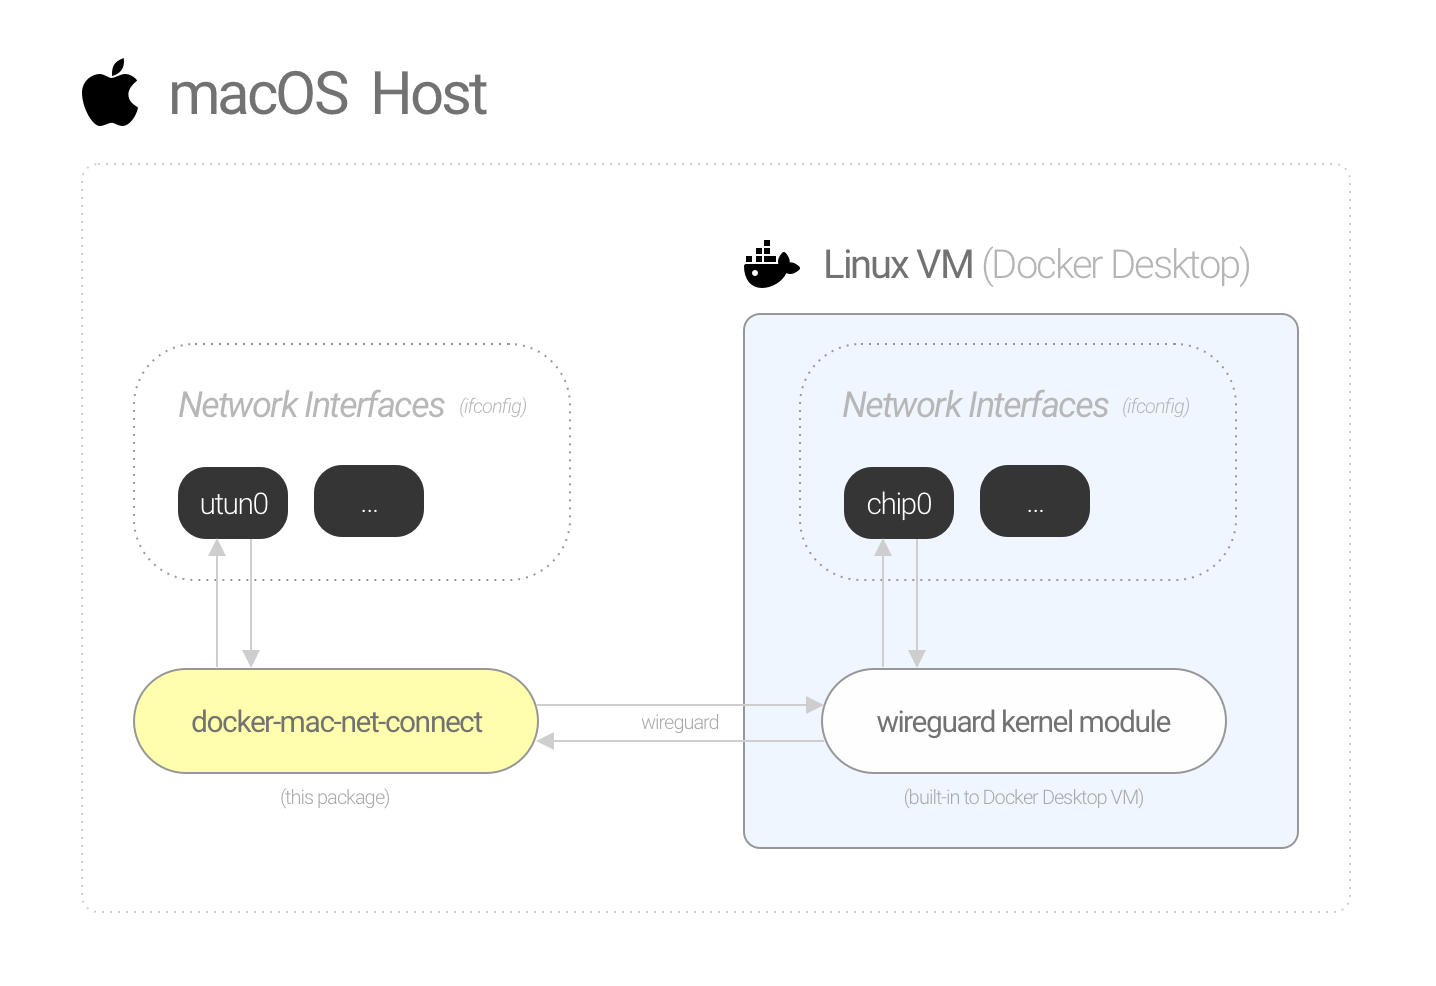 macOS Host
Linux VM (Docker Desktop)
Network Interfaces (ifconfig)
utun0
...
Network Interfaces (ifconfig)
chip0
...
docker-mac-net-connect
(this package)
wireguard
wireguard kernel module
(built-in to Docker Desktop VM)